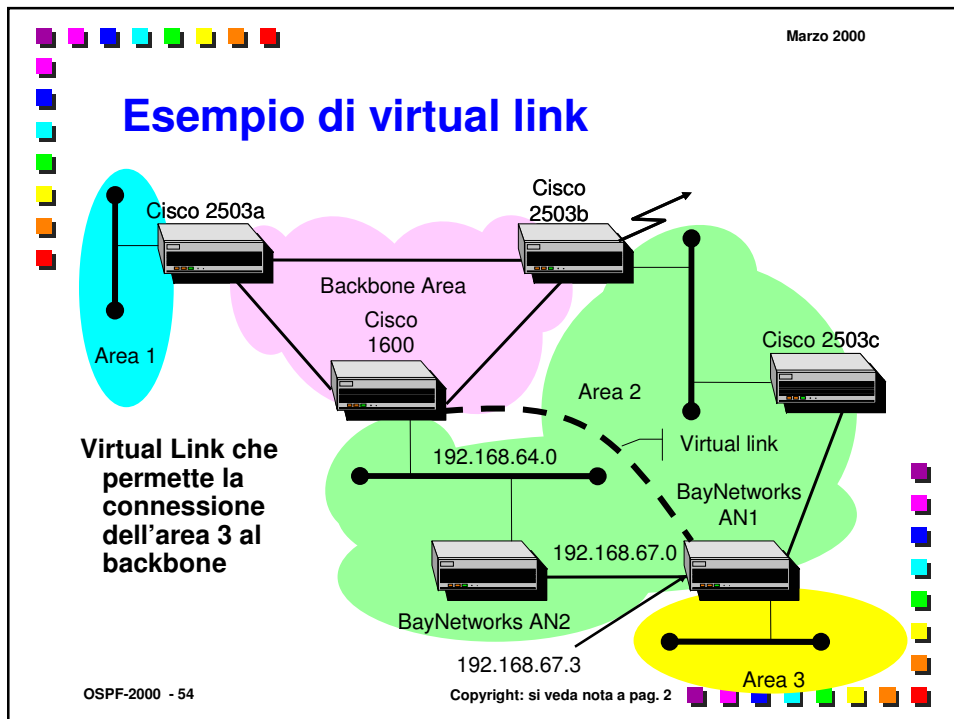 Marzo 2000
Esempio di virtual link
Cisco 2503a
Cisco
2503b
Backbone Area
Cisco
1600
Area 1
Cisco 2503c
Area 2
Virtual link
Virtual Link che
permette la
connessione
dell'area 3 al
backbone
192.168.64.0
BayNetworks
AN1
192.168.67.0
BayNetworks AN2
192.168.67.3
Area 3
OSPF-2000 - 54
Copyright: si veda nota a pag. 2